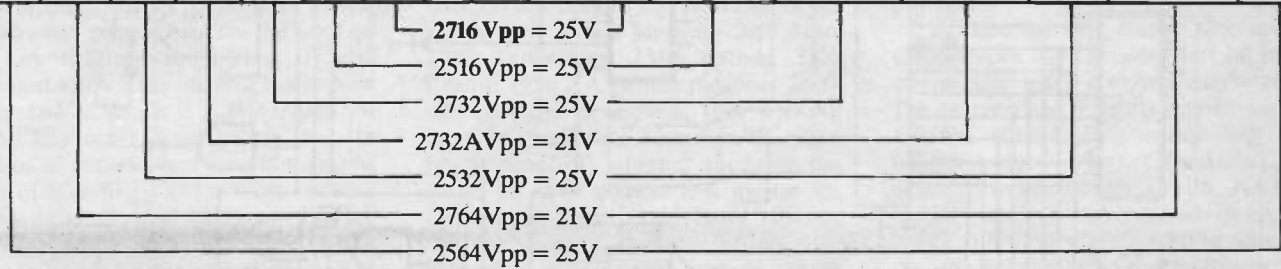 2716 Vpp = 25V
2516Vpp = 25V
2732Vpp = 25V
2732AVpp = 21V
2532Vpp = 25V
2764Vpp = 21V
2564Vpp = 25V